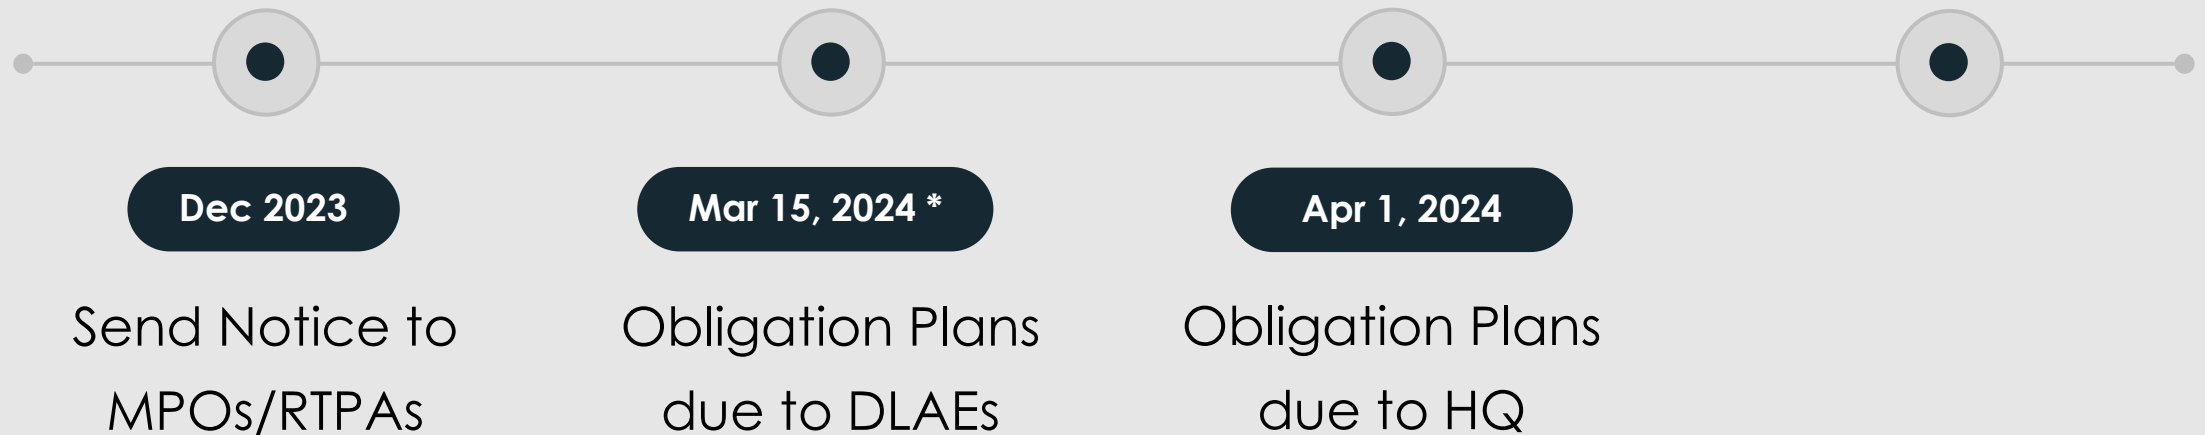 Dec 2023
Send Notice to
MPOs/RTPAs
Mar 15, 2024 *
Obligation Plans
due to DLAEs
Apr 1, 2024
Obligation Plans
due to HQ